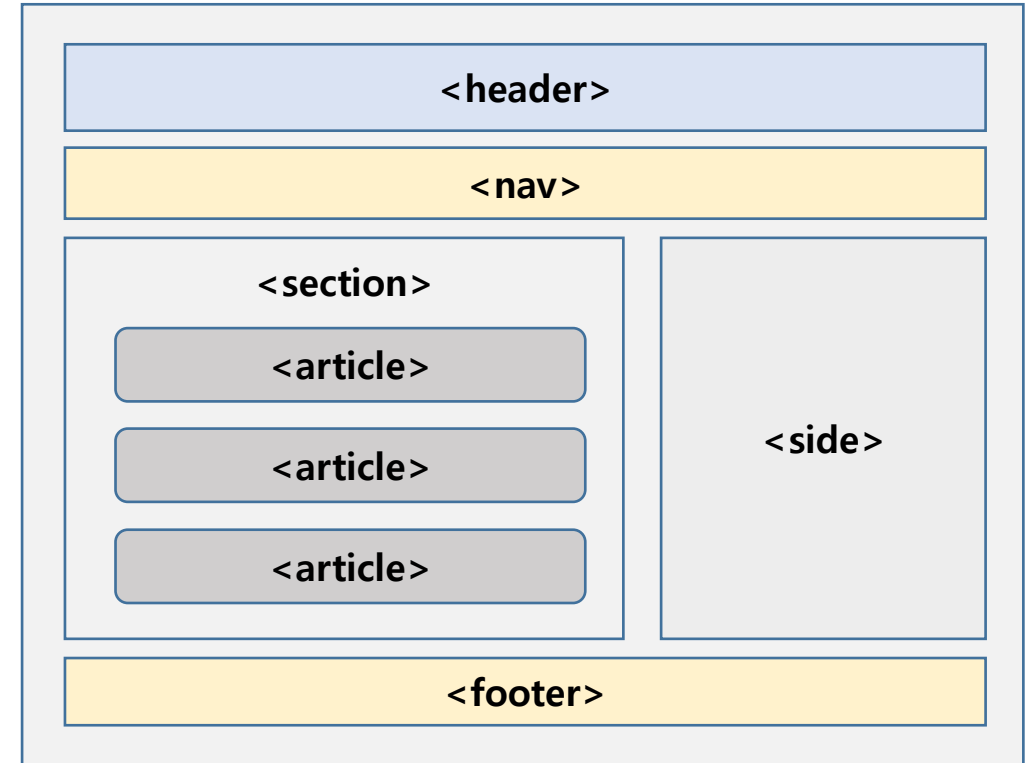 <header>
<nav>
<section>
<article>
<article>
<article>
<side>
<footer>